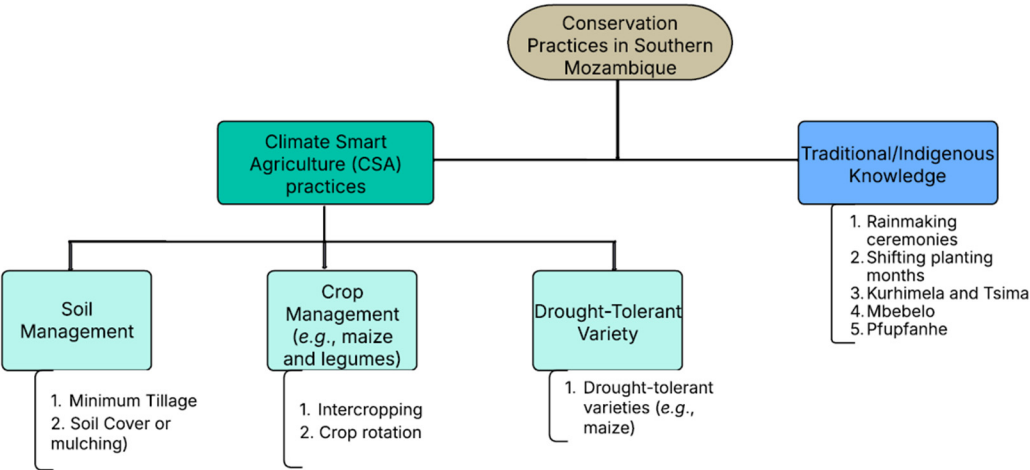 Conservation
Practices in Southern
Mozambique
Climate Smart
Agriculture (CSA)
practices
Traditional/Indigenous
Knowledge
1. Rainmaking
ceremonies
2. Shifting planting
months
3. Kurhimela and Tsima
4. Mbebelo
5. Pfupfanhe
Soil
Management
Crop
Management
(e.g., maize
and legumes)
Drought-Tolerant
Variety
1. Minimum Tillage
2. Soil Cover or
mulching)
1. Intercropping
2. Crop rotation
1. Drought-tolerant
varieties (e.g.,
maize)